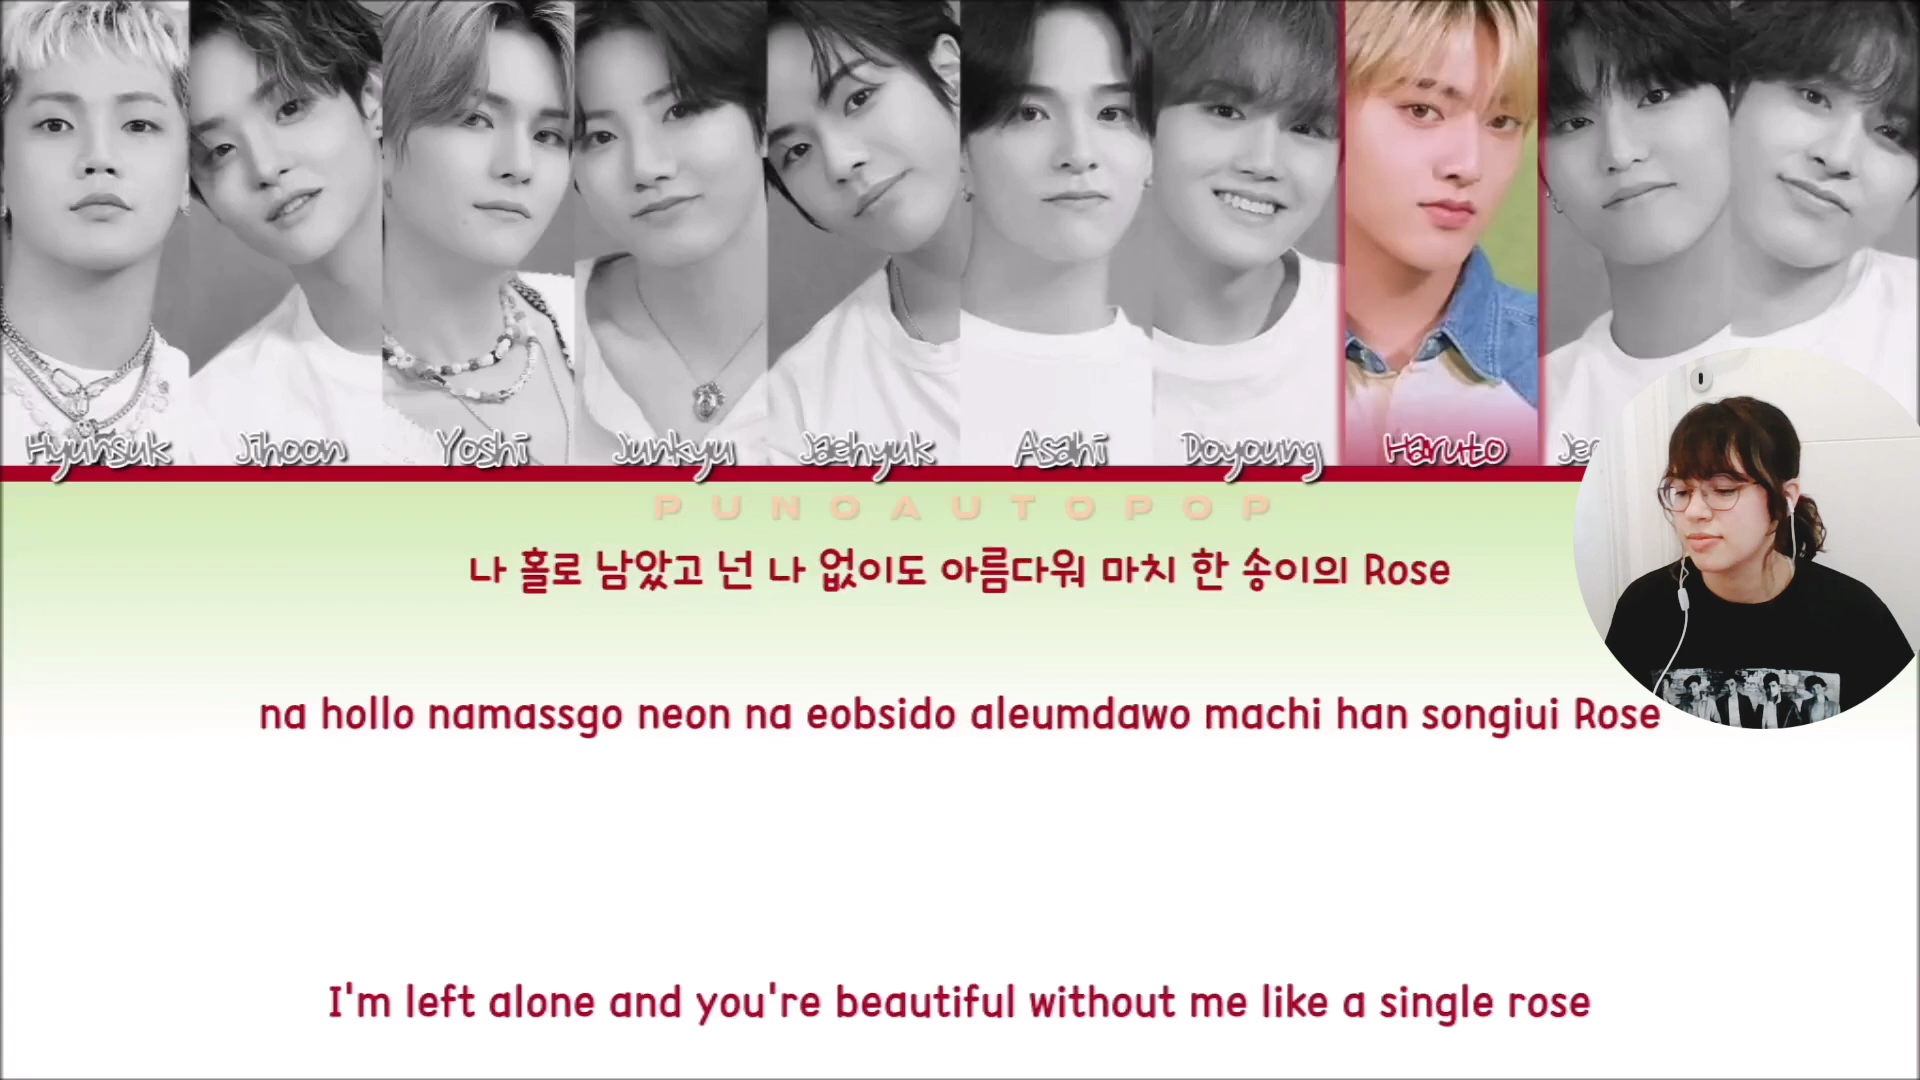 Hyunsuk Jihoon Yoshi Junkyu Jaehyuk Asahi Doyoung Haruto
PUNOAUTOPOP
나 홀로 남았고 넌 나 없이도 아름다워 마치 한 송이의 Rose
na hollo namassgo neon na eobsido aleumdawo machi han songiui Rose
I'm left alone and you're beautiful without me like a single rose